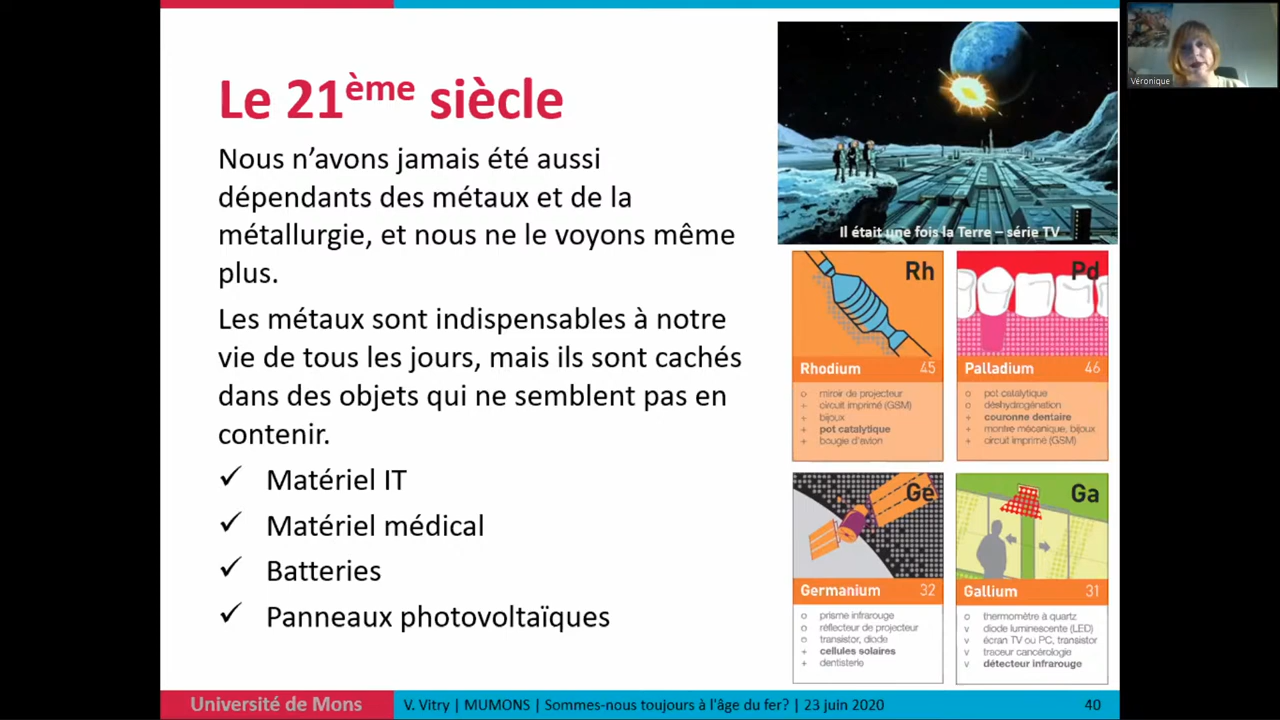 Le 21ème siècle
Nous n’avons jamais été aussi
dépendants des métaux et de la
métallurgie, et nous ne le voyons même
plus.
Les métaux sont indispensables à notre
vie de tous les jours, mais ils sont cachés
dans des objets qui ne semblent pas en
contenir.
✓ Matériel IT
✓ Matériel médical
✓ Batteries
✓ Panneaux photovoltaïques
Il était une fois la Terre – série TV
Rh
Rhodium 45
o miroir de projecteur
+ circuit imprimé (GSM)
+ bijoux
+ pot catalytique
+ bougie d'avion
Pd
Palladium 46
o pot catalytique
o déshydrogénation
+ couronne dentaire
+ montre mécanique, bijoux
+ circuit imprimé (GSM)
Ge
Germanium 32
o prisme infrarouge
o réflecteur de projecteur
o transistor, diode
+ cellules solaires
+ dentisterie
Ga
Gallium 31
o thermomètre à quartz
v diode luminescente (LED)
v écran TV ou PC, transistor
v traceur cancérologie
v détecteur infrarouge
Véronique
Université de Mons
V. Vitry | MUMONS | Sommes-nous toujours à l'âge du fer? | 23 juin 2020
40